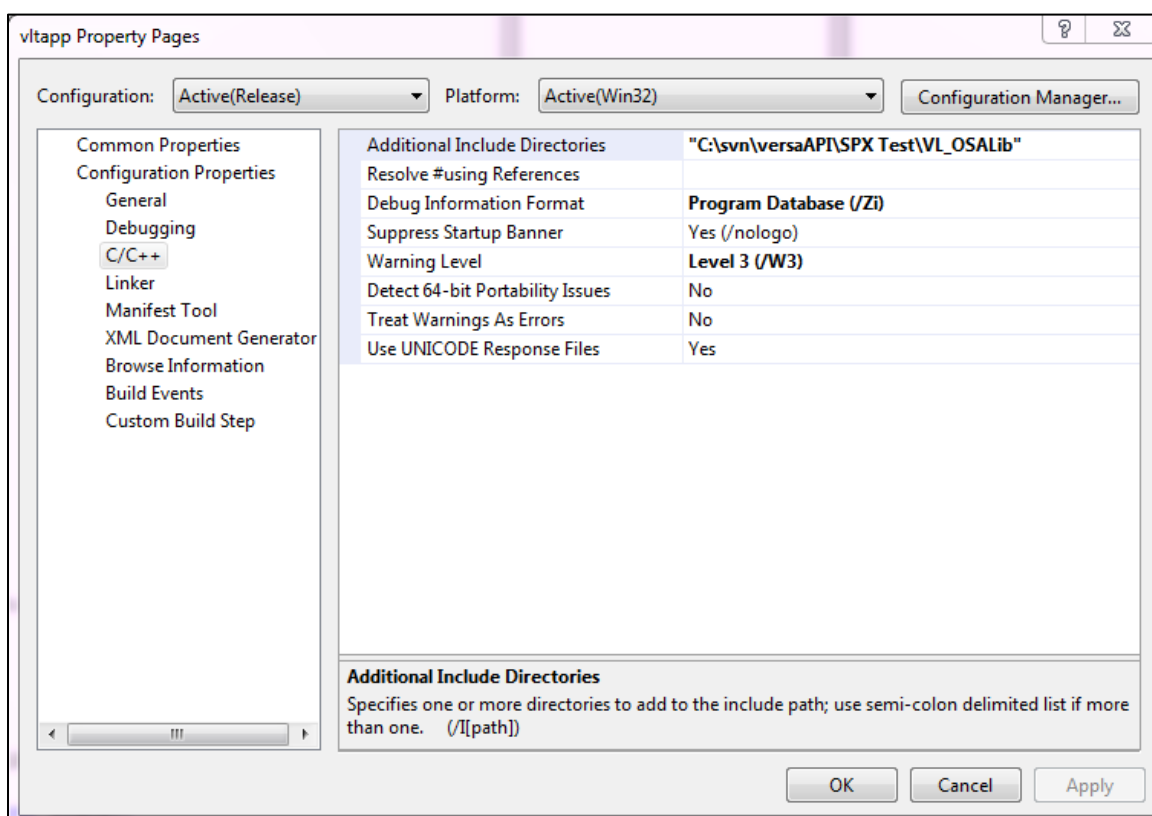 vltapp Property Pages
Configuration: Active(Release) Platform: Active(Win32) Configuration Manager...
Common Properties
Configuration Properties
General
Debugging
C/C++
Linker
Manifest Tool
XML Document Generator
Browse Information
Build Events
Custom Build Step
Additional Include Directories "C:\svn\versaAPI\SPX Test\VL_OSALib"
Resolve #using References
Debug Information Format Program Database (/Zi)
Suppress Startup Banner Yes (/nologo)
Warning Level Level 3 (/W3)
Detect 64-bit Portability Issues No
Treat Warnings As Errors No
Use UNICODE Response Files Yes
Additional Include Directories
Specifies one or more directories to add to the include path; use semi-colon delimited list if more
than one. (/I[path])
OK Cancel Apply